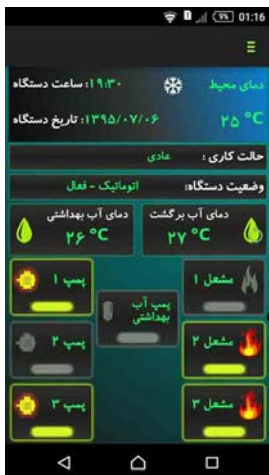 01:16
دمای محیط
ساعت دستگاه: ۱۹:۳۰
۲۵ °C
تاریخ دستگاه: ۱۳۹۵/۰۷/۰۶
حالت کاری : عادی
وضعیت دستگاه: اتوماتیک - فعال
دمای آب برگشت
۲۷ °C
دمای آب بهداشتی
۲۶ °C
مشعل ۱
پمپ ۱
پمپ آب
بهداشتی
مشعل ۲
پمپ ۲
مشعل ۳
پمپ ۳